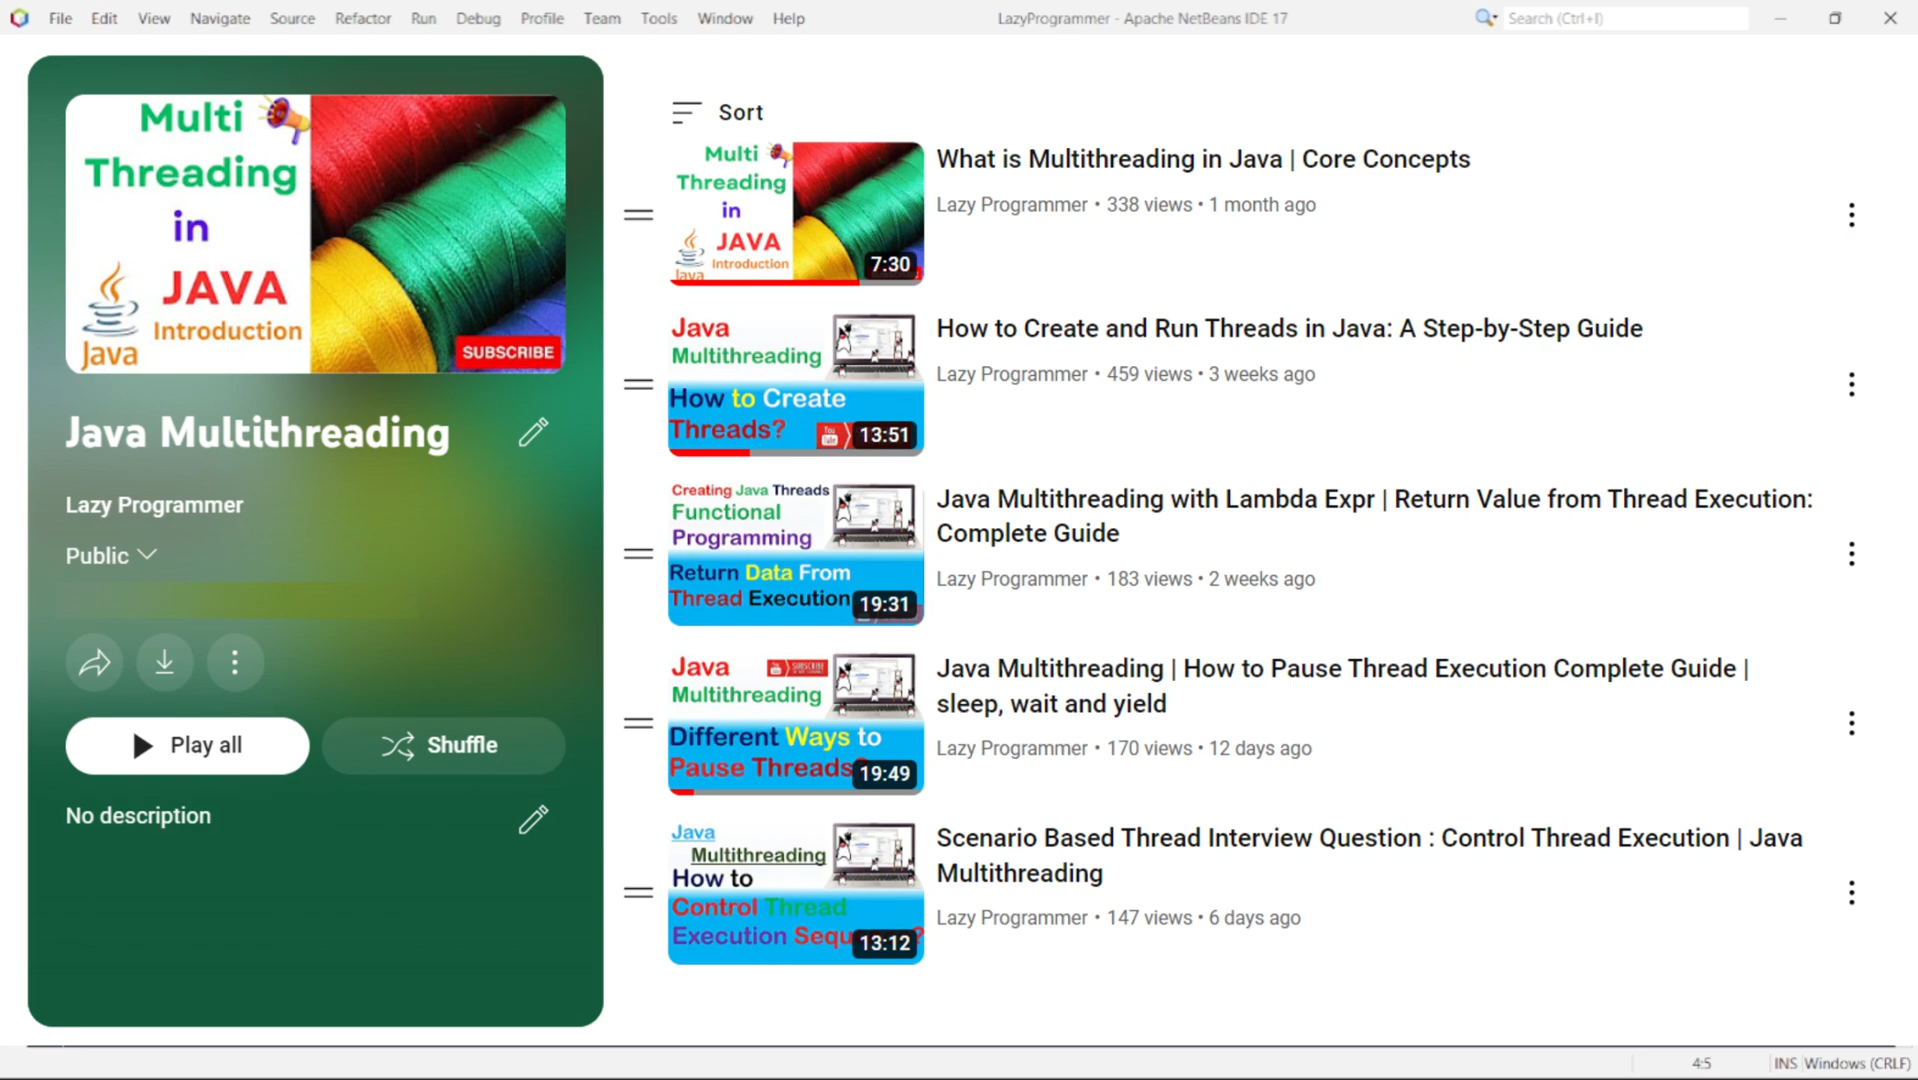 File Edit View Navigate Source Refactor Run Debug Profile Team Tools Window Help
LazyProgrammer - Apache NetBeans IDE 17
Search (Ctrl+I)
Multi
Threading
in
JAVA
Introduction
Java
SUBSCRIBE
Java Multithreading
Lazy Programmer
Public
Play all
Shuffle
No description
Sort
Multi
Threading
in
JAVA
Introduction
Java
7:30
What is Multithreading in Java | Core Concepts
Lazy Programmer • 338 views • 1 month ago
Java
Multithreading
How to Create
Threads?
You
Tube
13:51
How to Create and Run Threads in Java: A Step-by-Step Guide
Lazy Programmer • 459 views • 3 weeks ago
Creating Java Threads
Functional
Programming
Return Data From
Thread Execution
19:31
Java Multithreading with Lambda Expr | Return Value from Thread Execution:
Complete Guide
Lazy Programmer • 183 views • 2 weeks ago
Java
SUBSCRIBE
Multithreading
Different Ways to
Pause Threads
19:49
Java Multithreading | How to Pause Thread Execution Complete Guide |
sleep, wait and yield
Lazy Programmer • 170 views • 12 days ago
Java
Multithreading
How to
Control Thread
Execution Sequ ?
13:12
Scenario Based Thread Interview Question : Control Thread Execution | Java
Multithreading
Lazy Programmer • 147 views • 6 days ago
4:5
INS
Windows (CRLF)